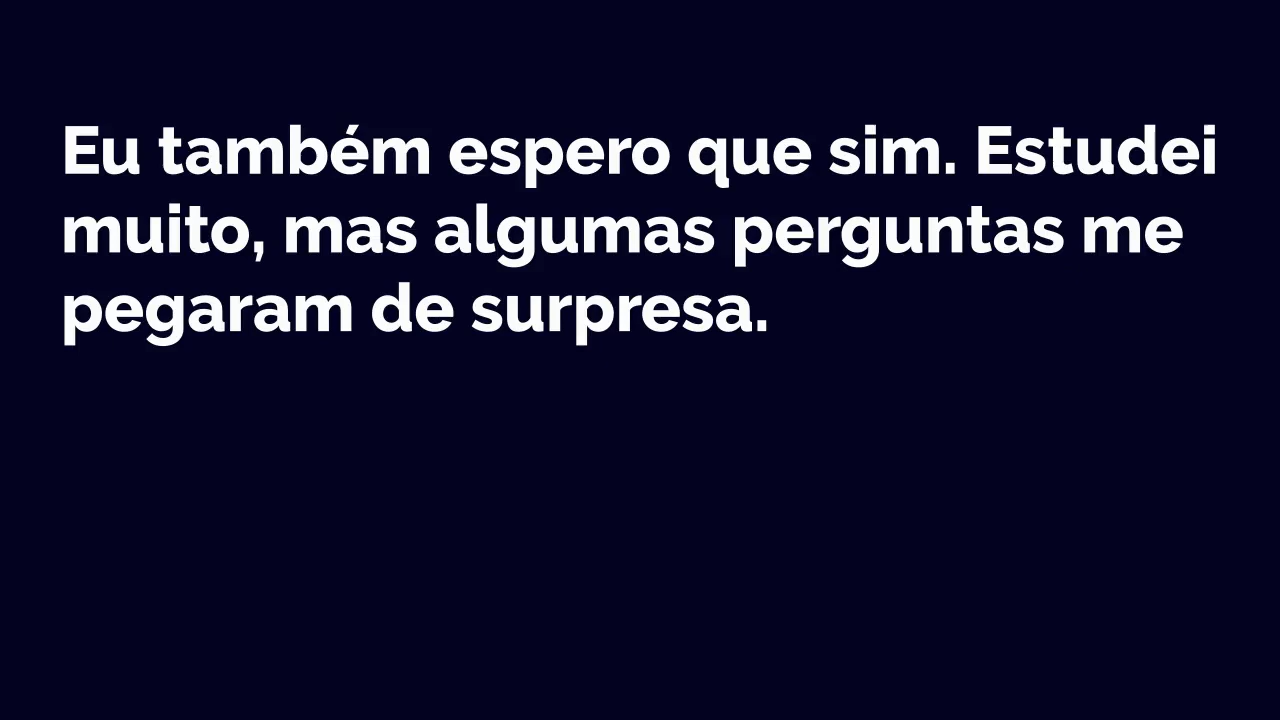 Eu também espero que sim. Estudei
muito, mas algumas perguntas me
pegaram de surpresa.